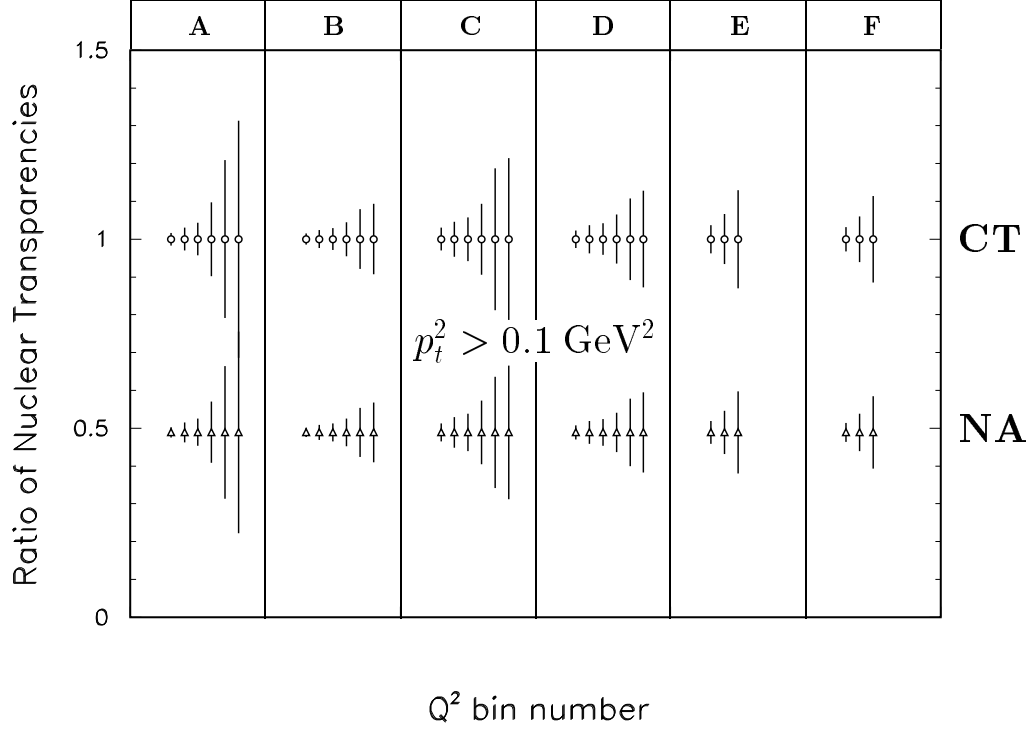 A B C D E F
1.5
1
0.5
0
Ratio of Nuclear Transparencies
CT
p_t^2 > 0.1 GeV^2
NA
Q² bin number